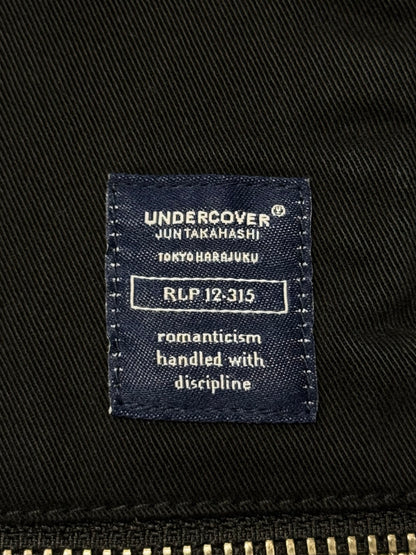 UNDERCOVER®
JUNTAKAHASHI
TOKYO HARAJUKU
RLP 12-315
romanticism
handled with
discipline